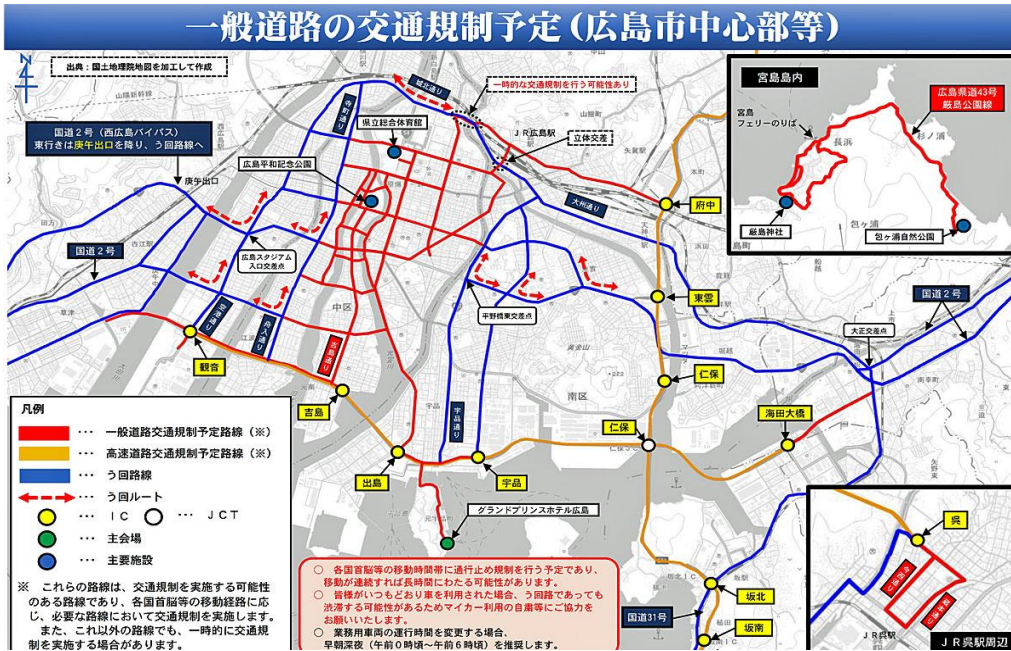 一般道路の交通規制予定(広島市中心部等)
出典:国土地理院地図を加工して作成
城北通り
一時的な交通規制を行う可能性あり
寺町通り
県立総合体育館
JR広島駅
立体交差
国道2号(西広島バイパス)
東行きは庚午出口を降り、う回路線へ
庚午出口
広島平和記念公園
大州通り
府中
国道2号
広島スタジアム
入口交差点
中区
平野橋東交差点
東雲
国道2号
大正交差点
空港通り
舟入通り
吉島通り
宇品通り
観音
吉島
南区
黄金山
仁保
仁保
海田大橋
出島
宇品
グランドプリンスホテル広島
坂北
国道31号
坂南
宮島島内
広島県道43号
厳島公園線
宮島
フェリーのりば
長浜
杉ノ浦
包ヶ浦
厳島神社
包ヶ浦自然公園
凡例
・・・ 一般道路交通規制予定路線(※)
・・・ 高速道路交通規制予定路線(※)
・・・ う回路線
・・・ う回ルート
・・・ IC ・・・ JCT
・・・ 主会場
・・・ 主要施設
※ これらの路線は、交通規制を実施する可能性
のある路線であり、各国首脳等の移動経路に応
じ、必要な路線において交通規制を実施します。
また、これ以外の路線でも、一時的に交通規
制を実施する場合があります。
○ 各国首脳等の移動時間帯に通行止め規制を行う予定であり、
移動が連続すれば長時間にわたる可能性があります。
○ 皆様がいつもどおり車を利用された場合、う回路であっても
渋滞する可能性があるためマイカー利用の自粛等にご協力を
お願いいたします。
○ 業務用車両の運行時間を変更する場合、
早朝深夜(午前0時頃~午前6時頃)を推奨します。
呉
JR呉駅
JR呉駅周辺